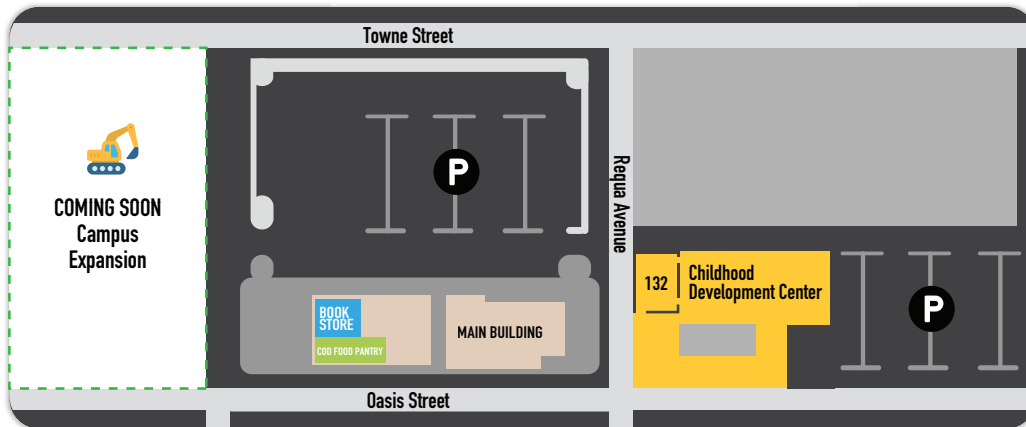 Towne Street
COMING SOON
Campus
Expansion
P
Requa Avenue
132
Childhood
Development Center
P
BOOK
STORE
COD FOOD PANTRY
MAIN BUILDING
Oasis Street